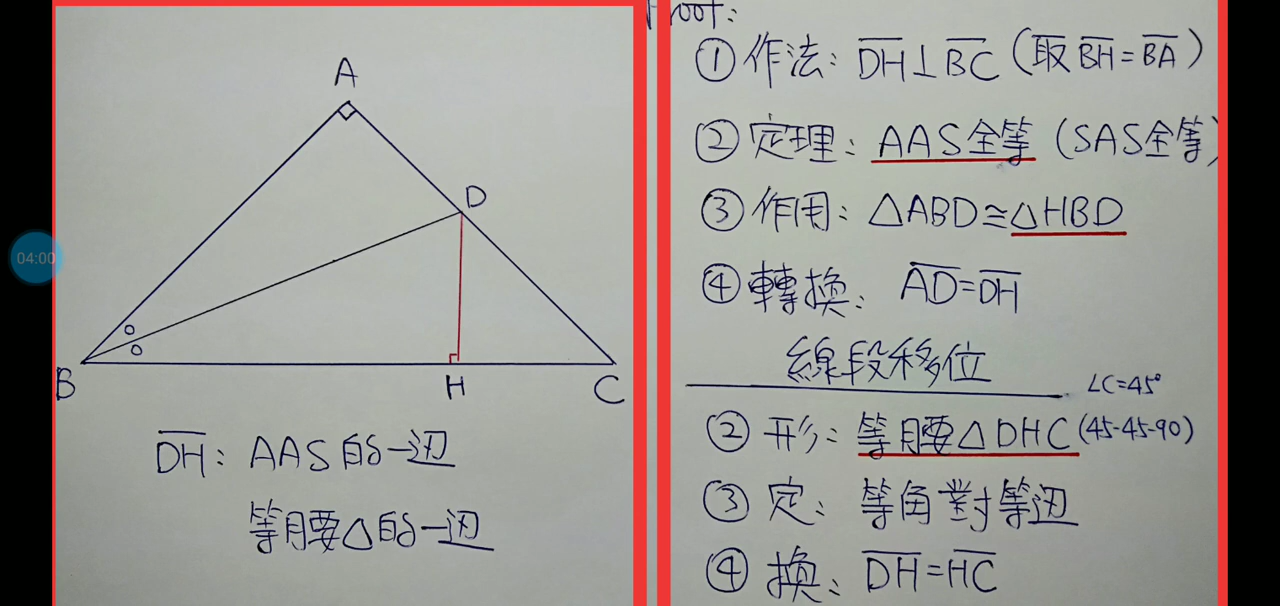 A
D
B
H
C
04:00
DH: AAS的一边
等腰△的一边
Proof:
①作法: DH⊥BC (取BH=BA)
②定理: AAS全等 (SAS全等)
③作用: △ABD≅△HBD
④轉換: AD=DH
線段移位
∠C=45°
②形: 等腰△DHC (45-45-90)
③定: 等角對等边
④換: DH=HC